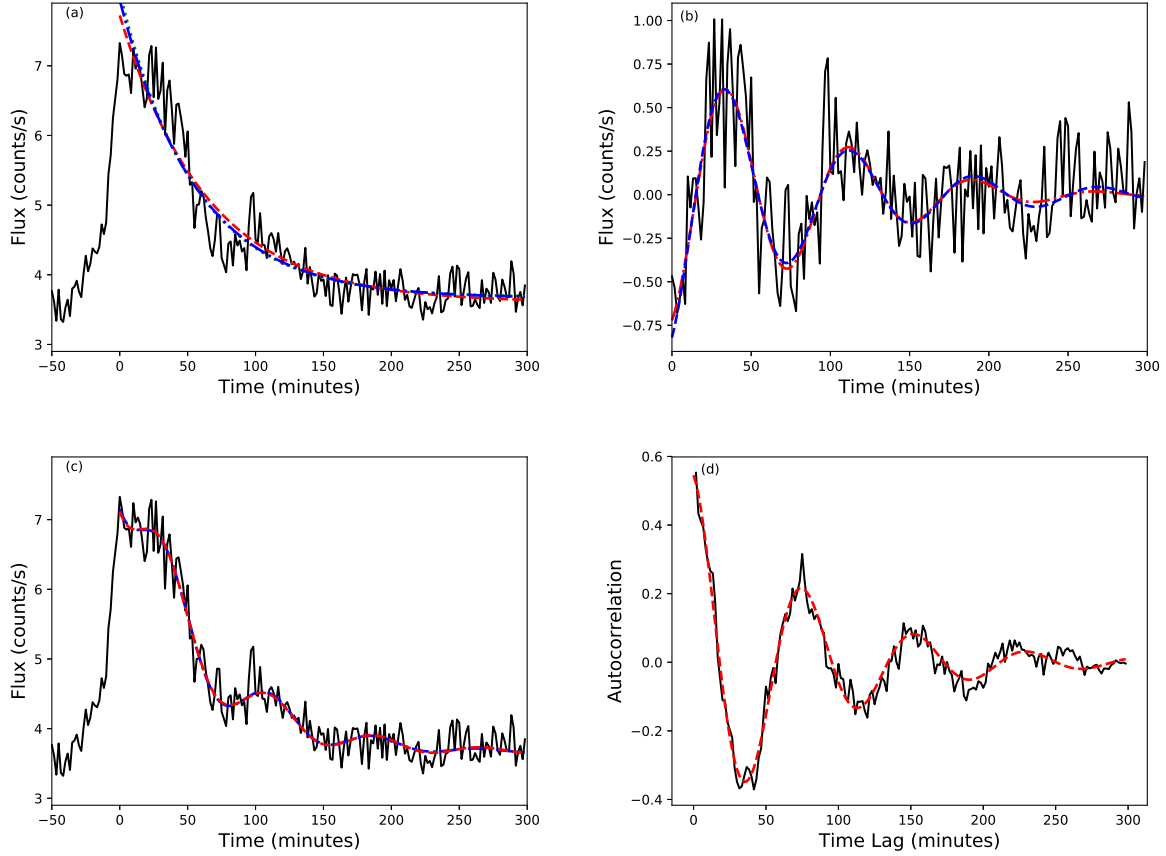 (a)
7
6
5
4
3
Flux (counts/s)
−50 0 50 100 150 200 250 300
Time (minutes)
(b)
1.00
0.75
0.50
0.25
0.00
−0.25
−0.50
−0.75
Flux (counts/s)
0 50 100 150 200 250 300
Time (minutes)
(c)
7
6
5
4
3
Flux (counts/s)
−50 0 50 100 150 200 250 300
Time (minutes)
(d)
0.6
0.4
0.2
0.0
−0.2
−0.4
Autocorrelation
0 50 100 150 200 250 300
Time Lag (minutes)